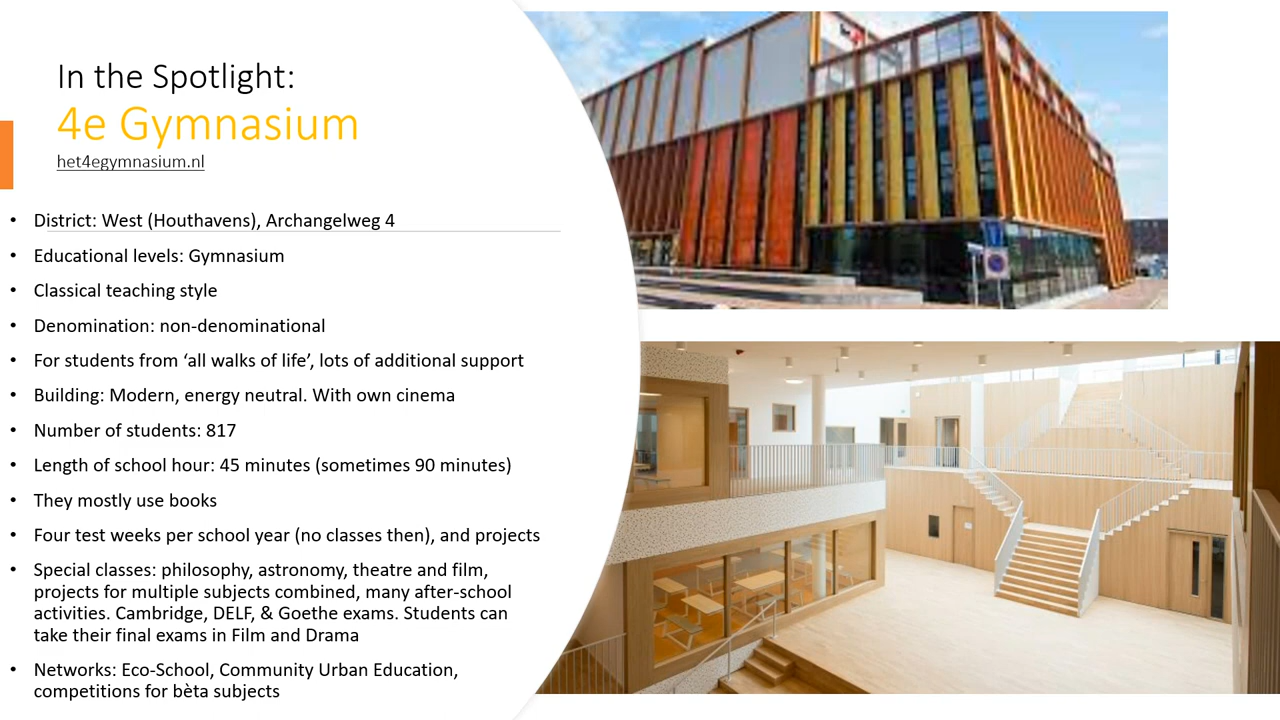 In the Spotlight:
4e Gymnasium
het4egymnasium.nl
• District: West (Houthavens), Archangelweg 4
• Educational levels: Gymnasium
• Classical teaching style
• Denomination: non-denominational
• For students from ‘all walks of life’, lots of additional support
• Building: Modern, energy neutral. With own cinema
• Number of students: 817
• Length of school hour: 45 minutes (sometimes 90 minutes)
• They mostly use books
• Four test weeks per school year (no classes then), and projects
• Special classes: philosophy, astronomy, theatre and film,
projects for multiple subjects combined, many after-school
activities. Cambridge, DELF, & Goethe exams. Students can
take their final exams in Film and Drama
• Networks: Eco-School, Community Urban Education,
competitions for bèta subjects